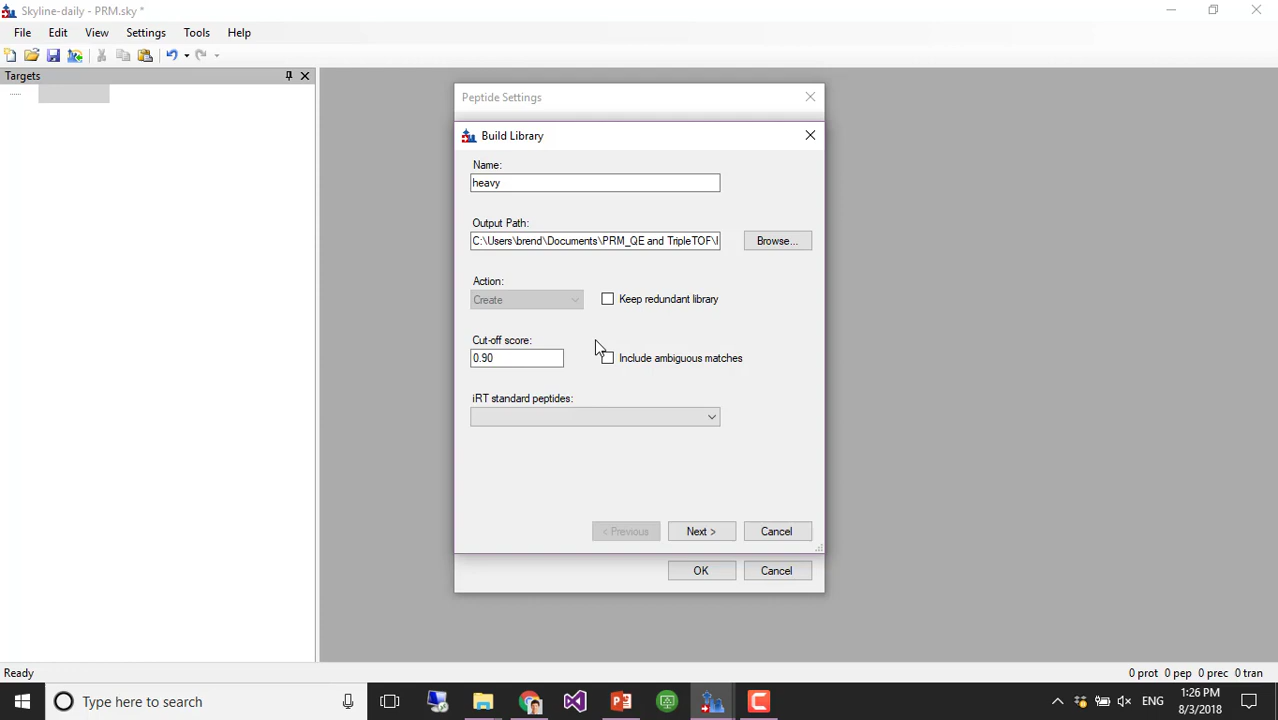 Skyline-daily - PRM.sky *
File Edit View Settings Tools Help
Targets
Peptide Settings
Build Library
Name:
heavy
Output Path:
C:\Users\brend\Documents\PRM_QE and TripleTOF\
Browse...
Action:
Create
Keep redundant library
Cut-off score:
0.90
Include ambiguous matches
iRT standard peptides:
< Previous Next > Cancel
OK Cancel
Ready
0 prot 0 pep 0 prec 0 tran
Type here to search
ENG
1:26 PM
8/3/2018